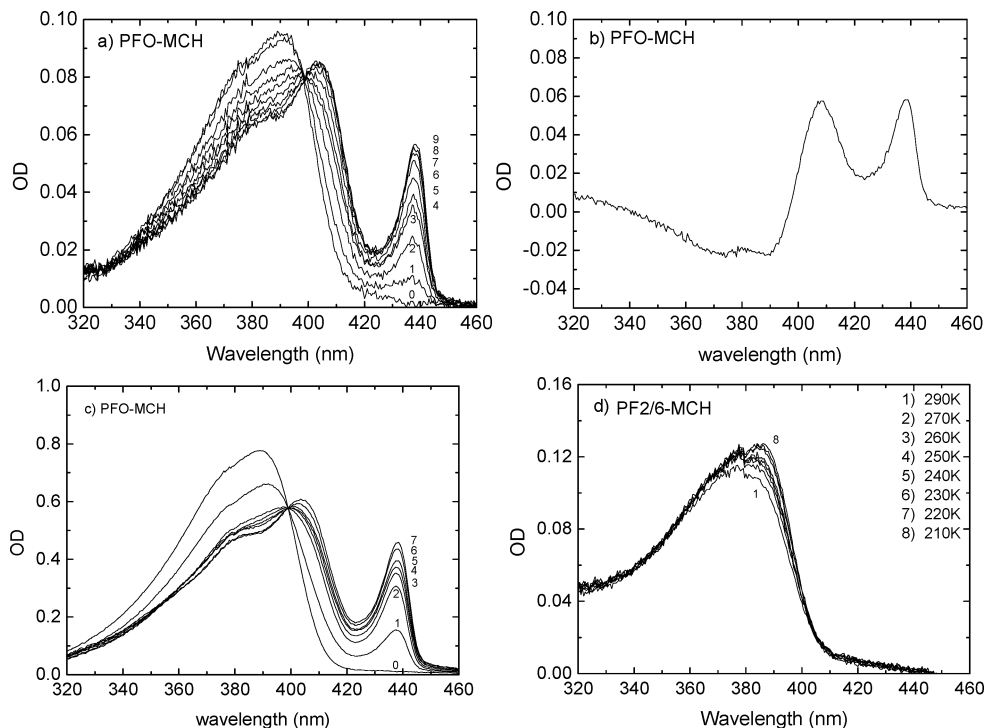 a) PFO-MCH
OD
0.10
0.08
0.06
0.04
0.02
0.00
9
8
7
6
5
4
3
2
1
0
320 340 360 380 400 420 440 460
Wavelength (nm)
b) PFO-MCH
OD
0.10
0.08
0.06
0.04
0.02
0.00
-0.02
-0.04
320 340 360 380 400 420 440 460
wavelength (nm)
c) PFO-MCH
OD
1.0
0.8
0.6
0.4
0.2
0.0
7
6
5
4
3
2
1
0
320 340 360 380 400 420 440 460
wavelength (nm)
d) PF2/6-MCH
OD
0.16
0.12
0.08
0.04
0.00
8
1
1) 290K
2) 270K
3) 260K
4) 250K
5) 240K
6) 230K
7) 220K
8) 210K
320 340 360 380 400 420 440 460
Wavelength (nm)